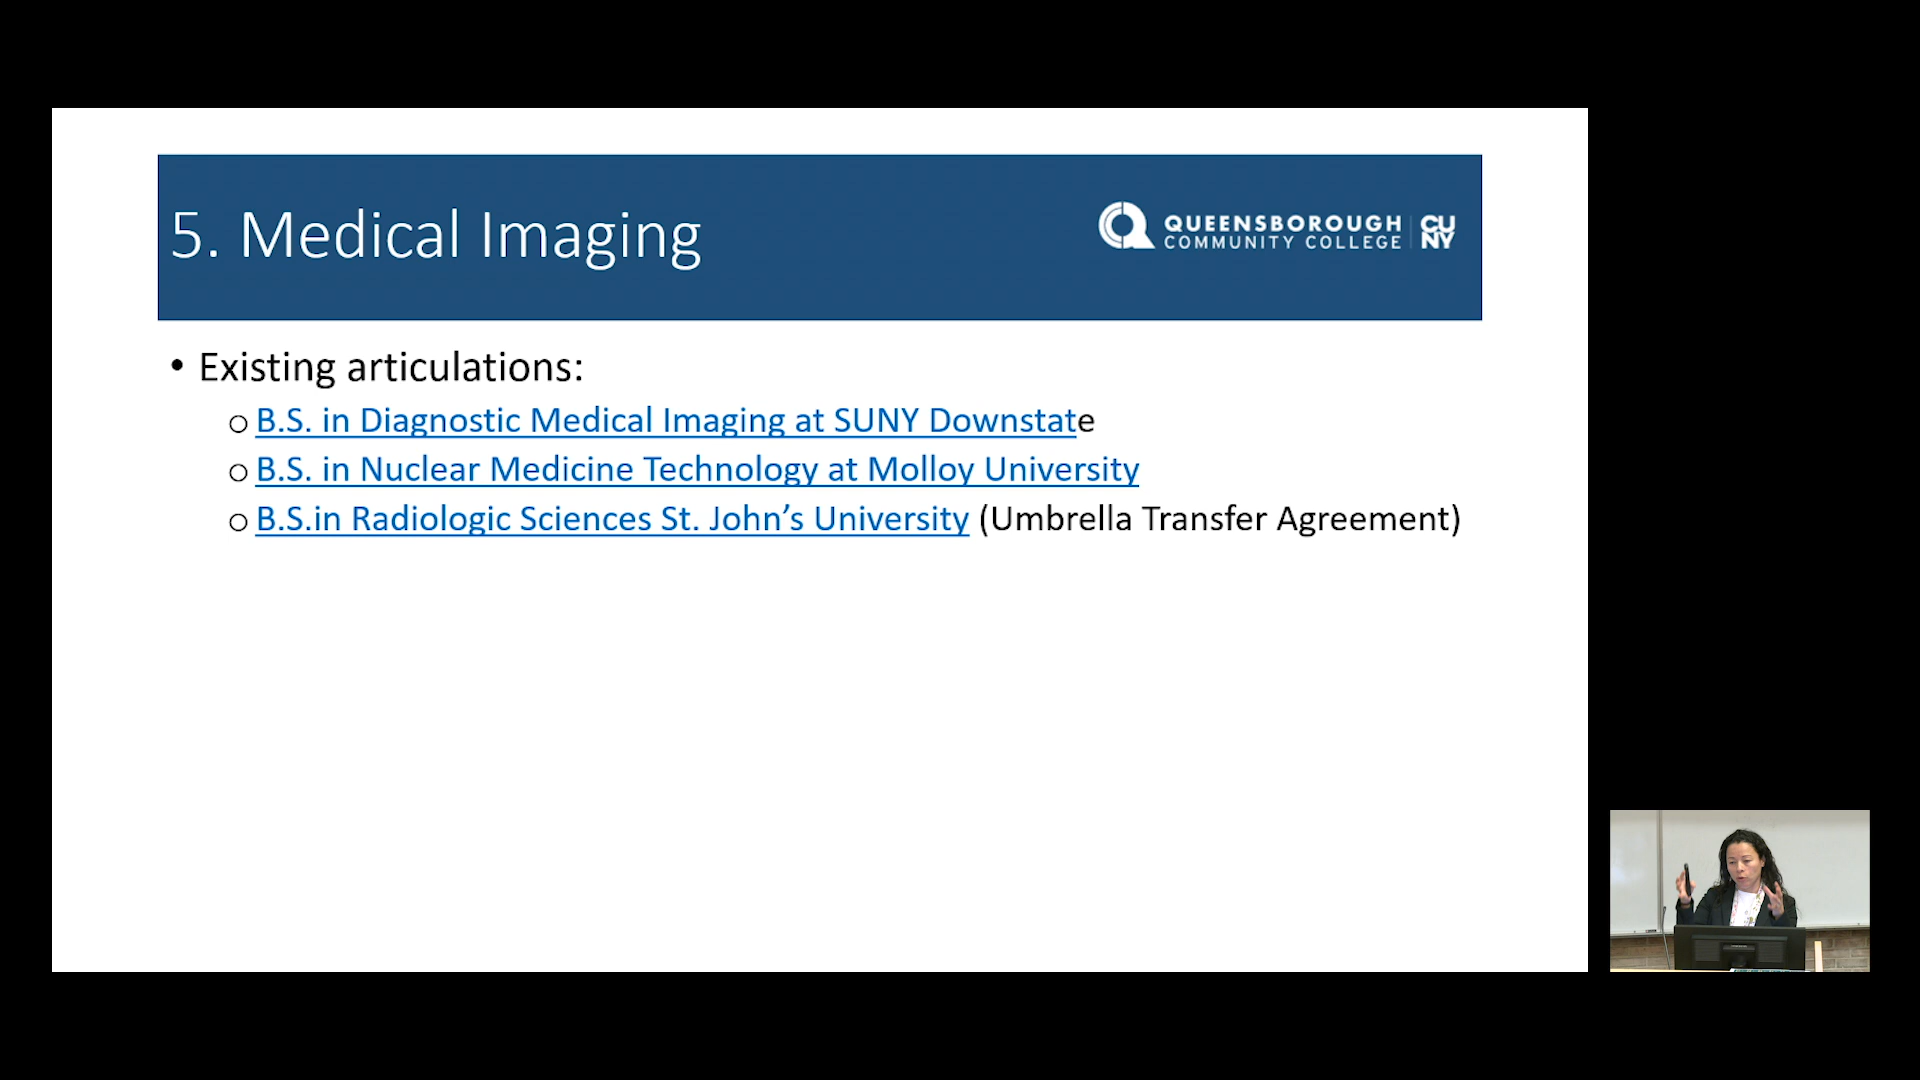 5. Medical Imaging
QUEENSBOROUGH
COMMUNITY COLLEGE
CU
NY
• Existing articulations:
o B.S. in Diagnostic Medical Imaging at SUNY Downstate
o B.S. in Nuclear Medicine Technology at Molloy University
o B.S.in Radiologic Sciences St. John’s University (Umbrella Transfer Agreement)